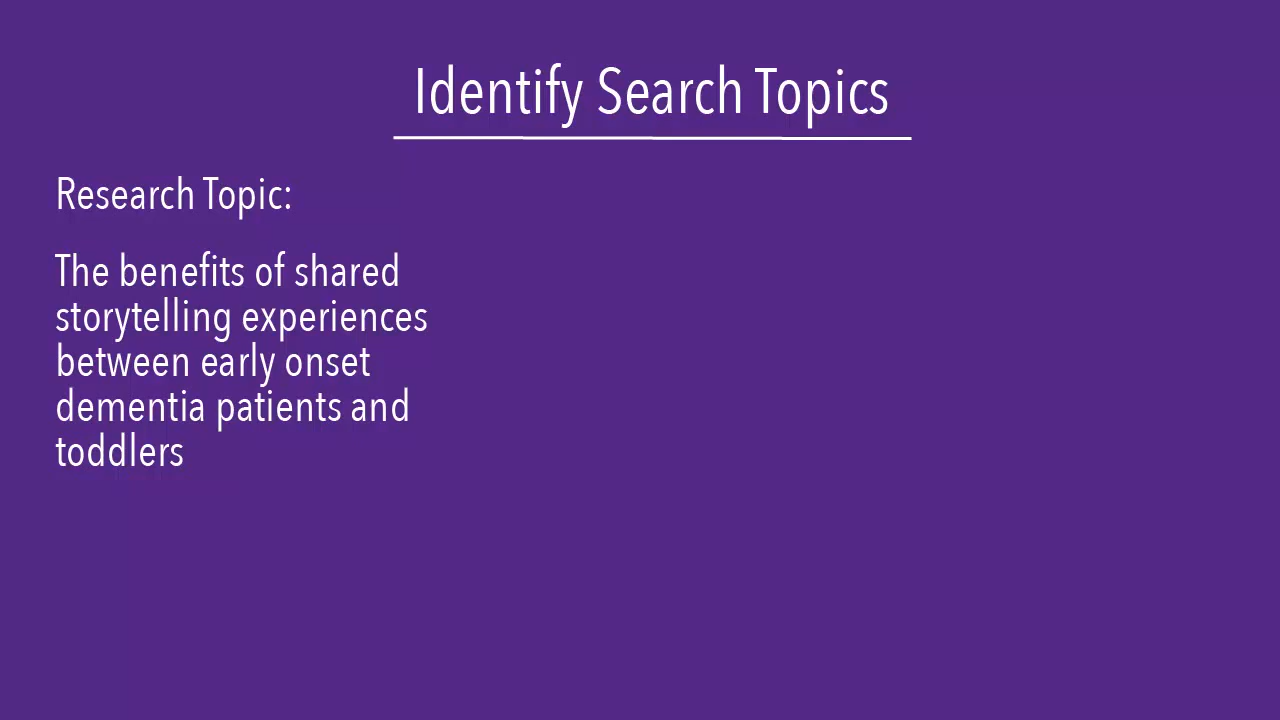 Identify Search Topics
Research Topic:
The benefits of shared
storytelling experiences
between early onset
dementia patients and
toddlers